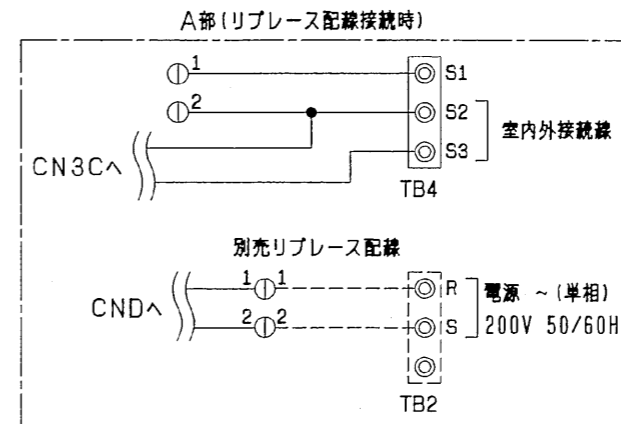 A部(リプレース配線接続時)
1 S1
2 S2
室内外接続線
CN3Cへ S3
TB4
別売リプレース配線
1 1 R 電源 ~(単相)
CNDへ
2 2 S 200V 50/60H
TB2